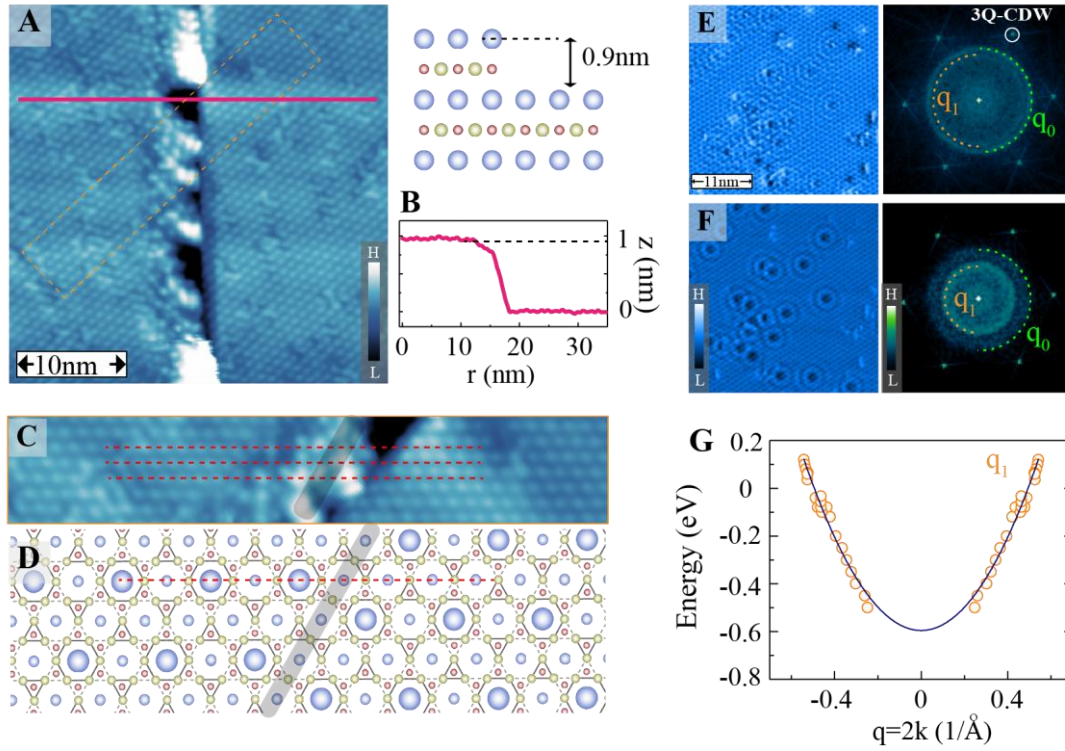 A
H
L
10nm
0.9nm
B
1
0
z (nm)
0 10 20 30
r (nm)
C
D
E
11nm
3Q-CDW
q1
q0
F
H
L
H
L
q1
q0
G
q1
0.2
0
-0.2
-0.4
-0.6
-0.8
Energy (eV)
-0.4 0 0.4
q=2k (1/Å)